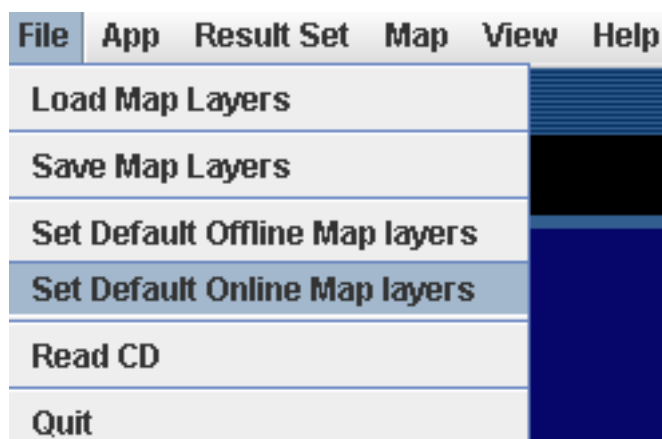 File App Result Set Map View Help
Load Map Layers
Save Map Layers
Set Default Offline Map layers
Set Default Online Map layers
Read CD
Quit